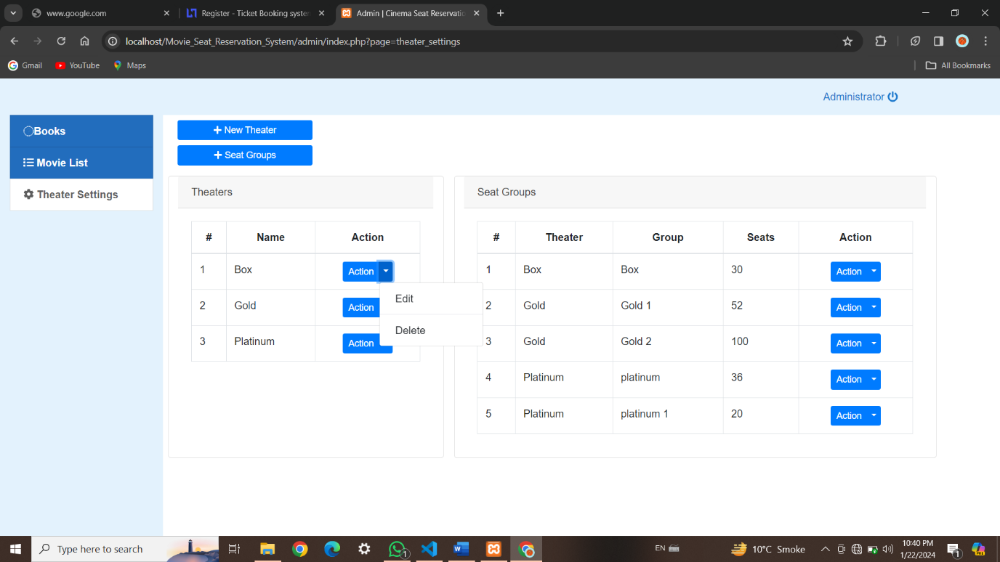 www.google.com
Register - Ticket Booking system
Admin | Cinema Seat Reservatio
localhost/Movie_Seat_Reservation_System/admin/index.php?page=theater_settings
Gmail YouTube Maps All Bookmarks
Administrator
Books
Movie List
Theater Settings
+ New Theater
+ Seat Groups
Theaters
# Name Action
1 Box Action
Edit
2 Gold Action
Delete
3 Platinum Action
Seat Groups
# Theater Group Seats Action
1 Box Box 30 Action
2 Gold Gold 1 52 Action
3 Gold Gold 2 100 Action
4 Platinum platinum 36 Action
5 Platinum platinum 1 20 Action
Type here to search
1
EN
10°C Smoke
10:40 PM
1/22/2024
1
PRE